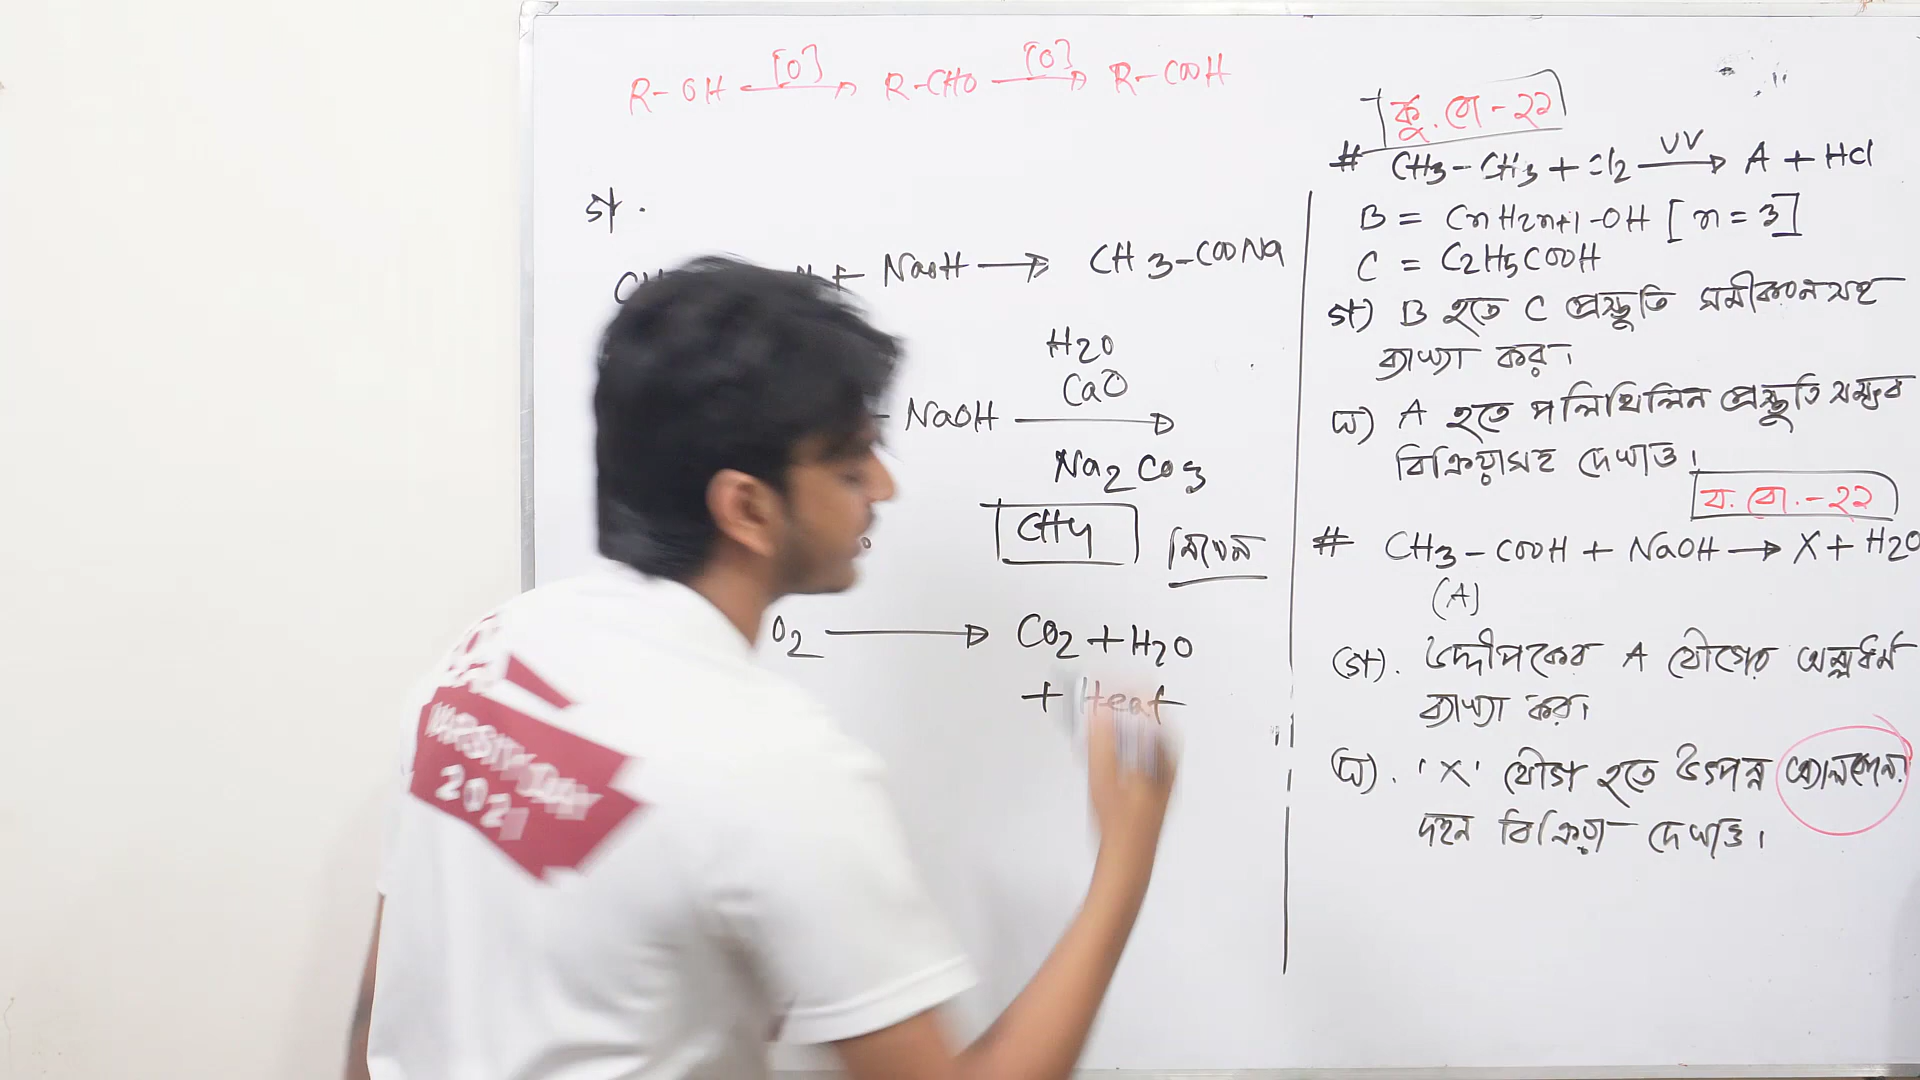 R-OH [O] → R-CHO [O] → R-COOH
গ.
NaOH → CH3-COONa
H2O
CaO
NaOH →
Na2CO3
CH4
O2 → CO2 + H2O
+ Heat
কু. বো - ২২
# CH3-CH3 + Cl2 UV → A + HCl
B = CnH2n+1-OH [n = 3]
C = C2H5COOH
গ) B হতে C প্রস্তুতি সমীকরণসহ
ব্যাখ্যা কর।
ঘ) A হতে পলিথিলিন প্রস্তুতি সম্ভব
বিক্রিয়াসহ দেখাও।
ব. বো. - ২২
# CH3-COOH + NaOH → X + H2O
(A)
(গ). উদ্দীপকের A যৌগের অম্লধর্ম
ব্যাখ্যা কর।
(ঘ). 'X' যৌগ হতে উৎপন্ন অ্যালকেনের
দহন বিক্রিয়া দেখাও।